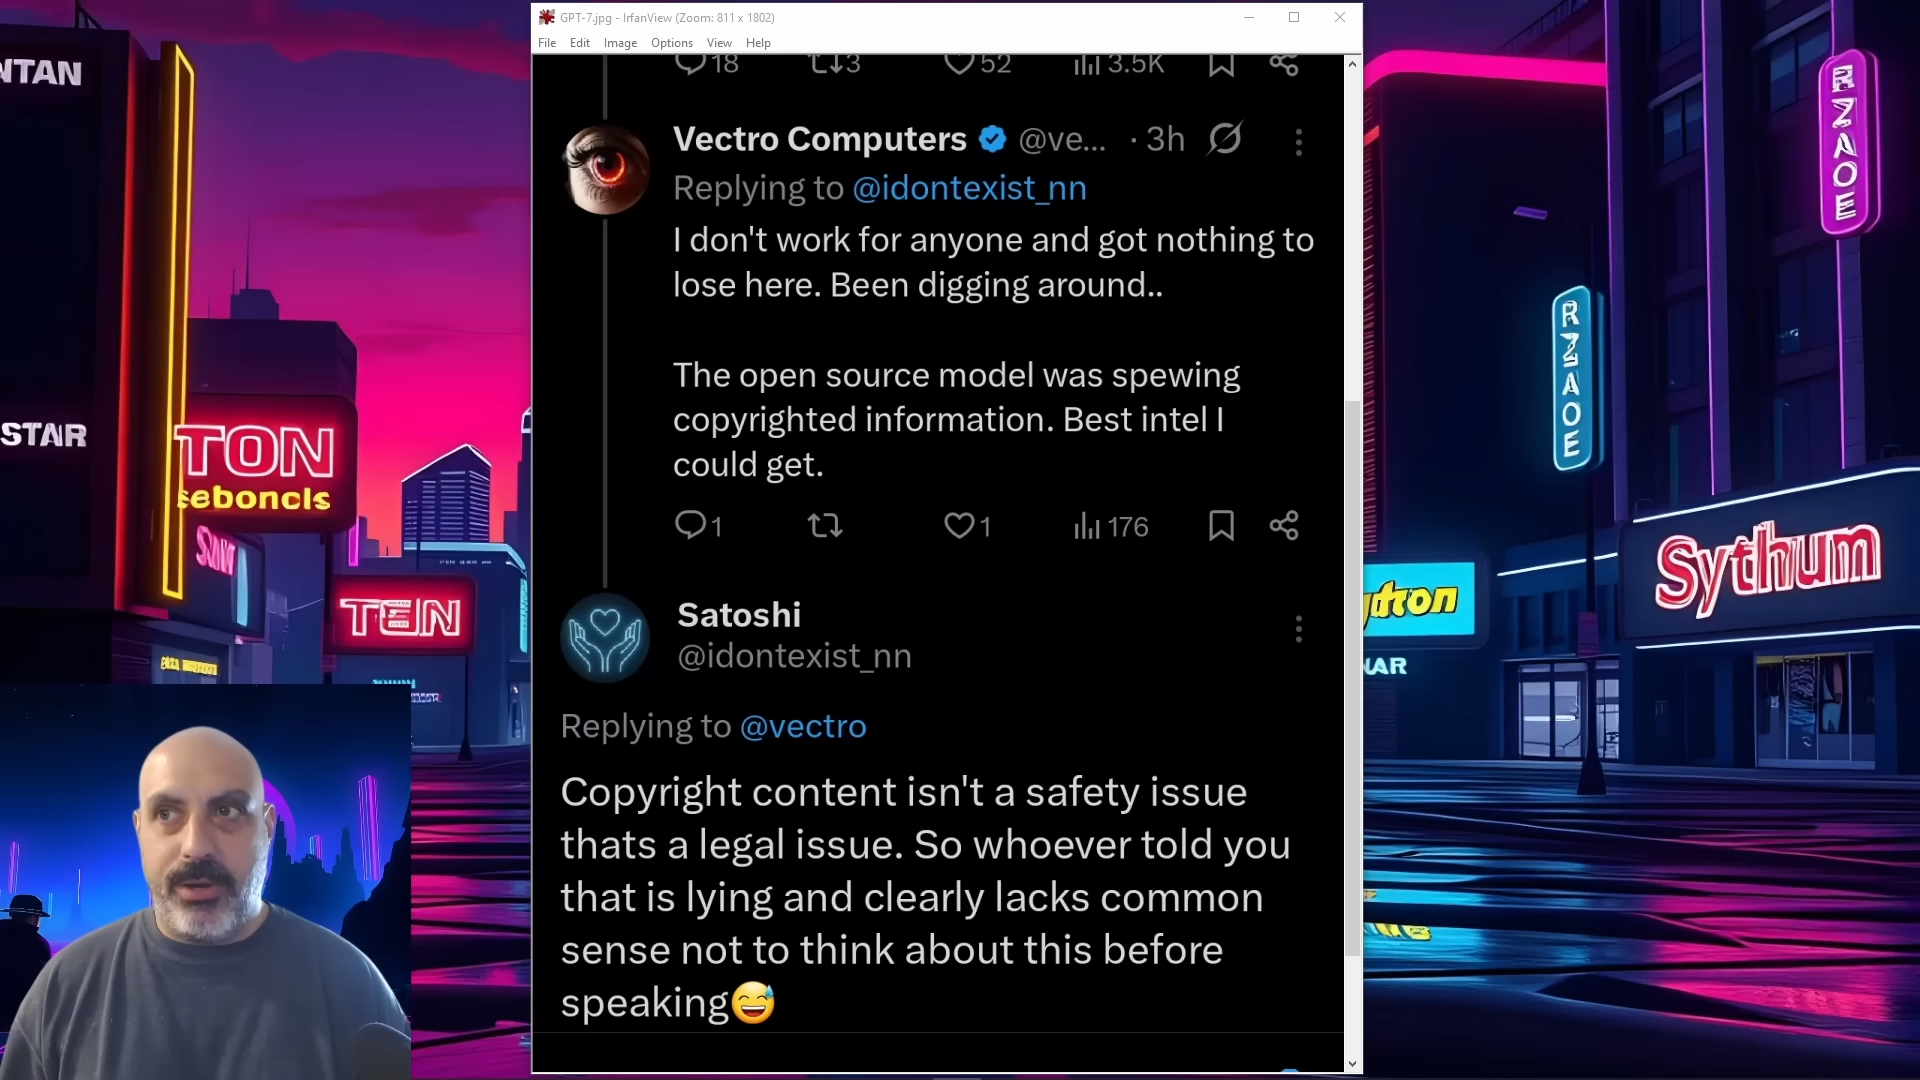 GPT-7.jpg - IrfanView (Zoom: 811 x 1802)
File Edit Image Options View Help
18 3 52 3.5K
Vectro Computers @ve... · 3h
Replying to @idontexist_nn
I don't work for anyone and got nothing to
lose here. Been digging around..
The open source model was spewing
copyrighted information. Best intel I
could get.
1 1 176
Satoshi
@idontexist_nn
Replying to @vectro
Copyright content isn't a safety issue
thats a legal issue. So whoever told you
that is lying and clearly lacks common
sense not to think about this before
speaking😅
NTAN
STAR
TON
seboncls
TEN
Sythum